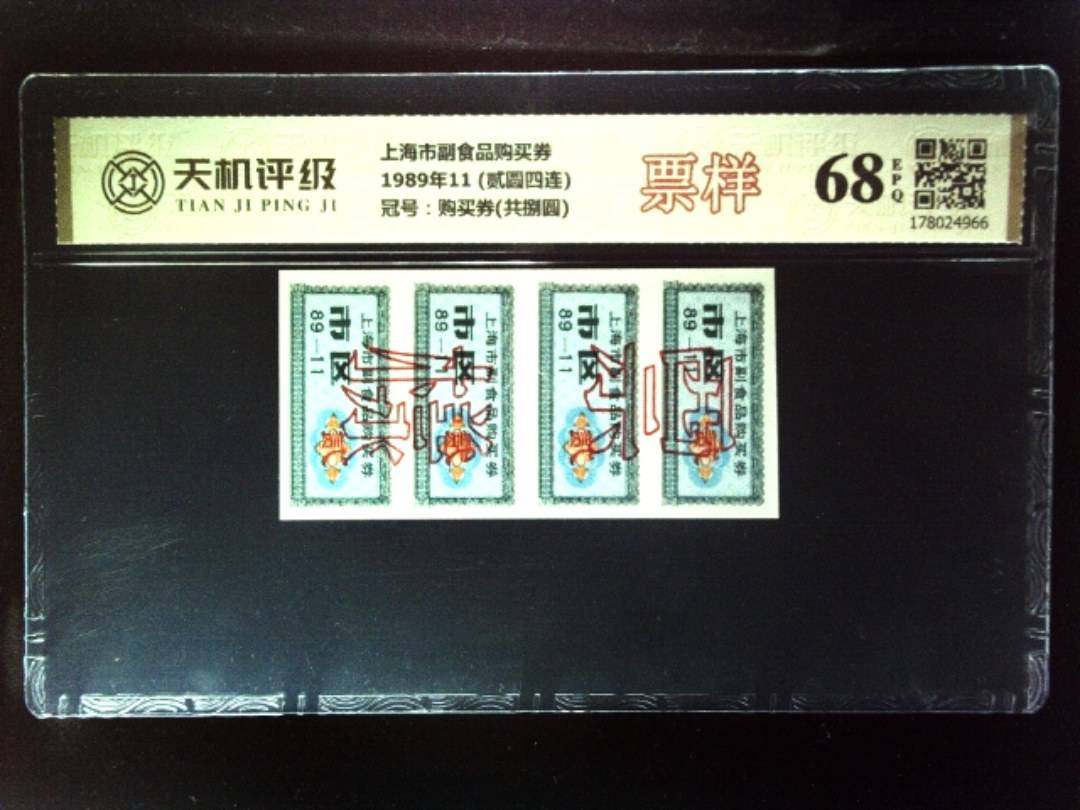 天机评级
TIAN JI PING JI
上海市副食品购买券
1989年11 (贰圆四连)
冠号：购买券(共捌圆)
票样
68
EPQ
178024966
上海市副食品购买券
市区
89—11
贰
上海市副食品购买券
市区
89—11
贰
上海市副食品购买券
市区
89—11
贰
上海市副食品购买券
市区
89—11
贰